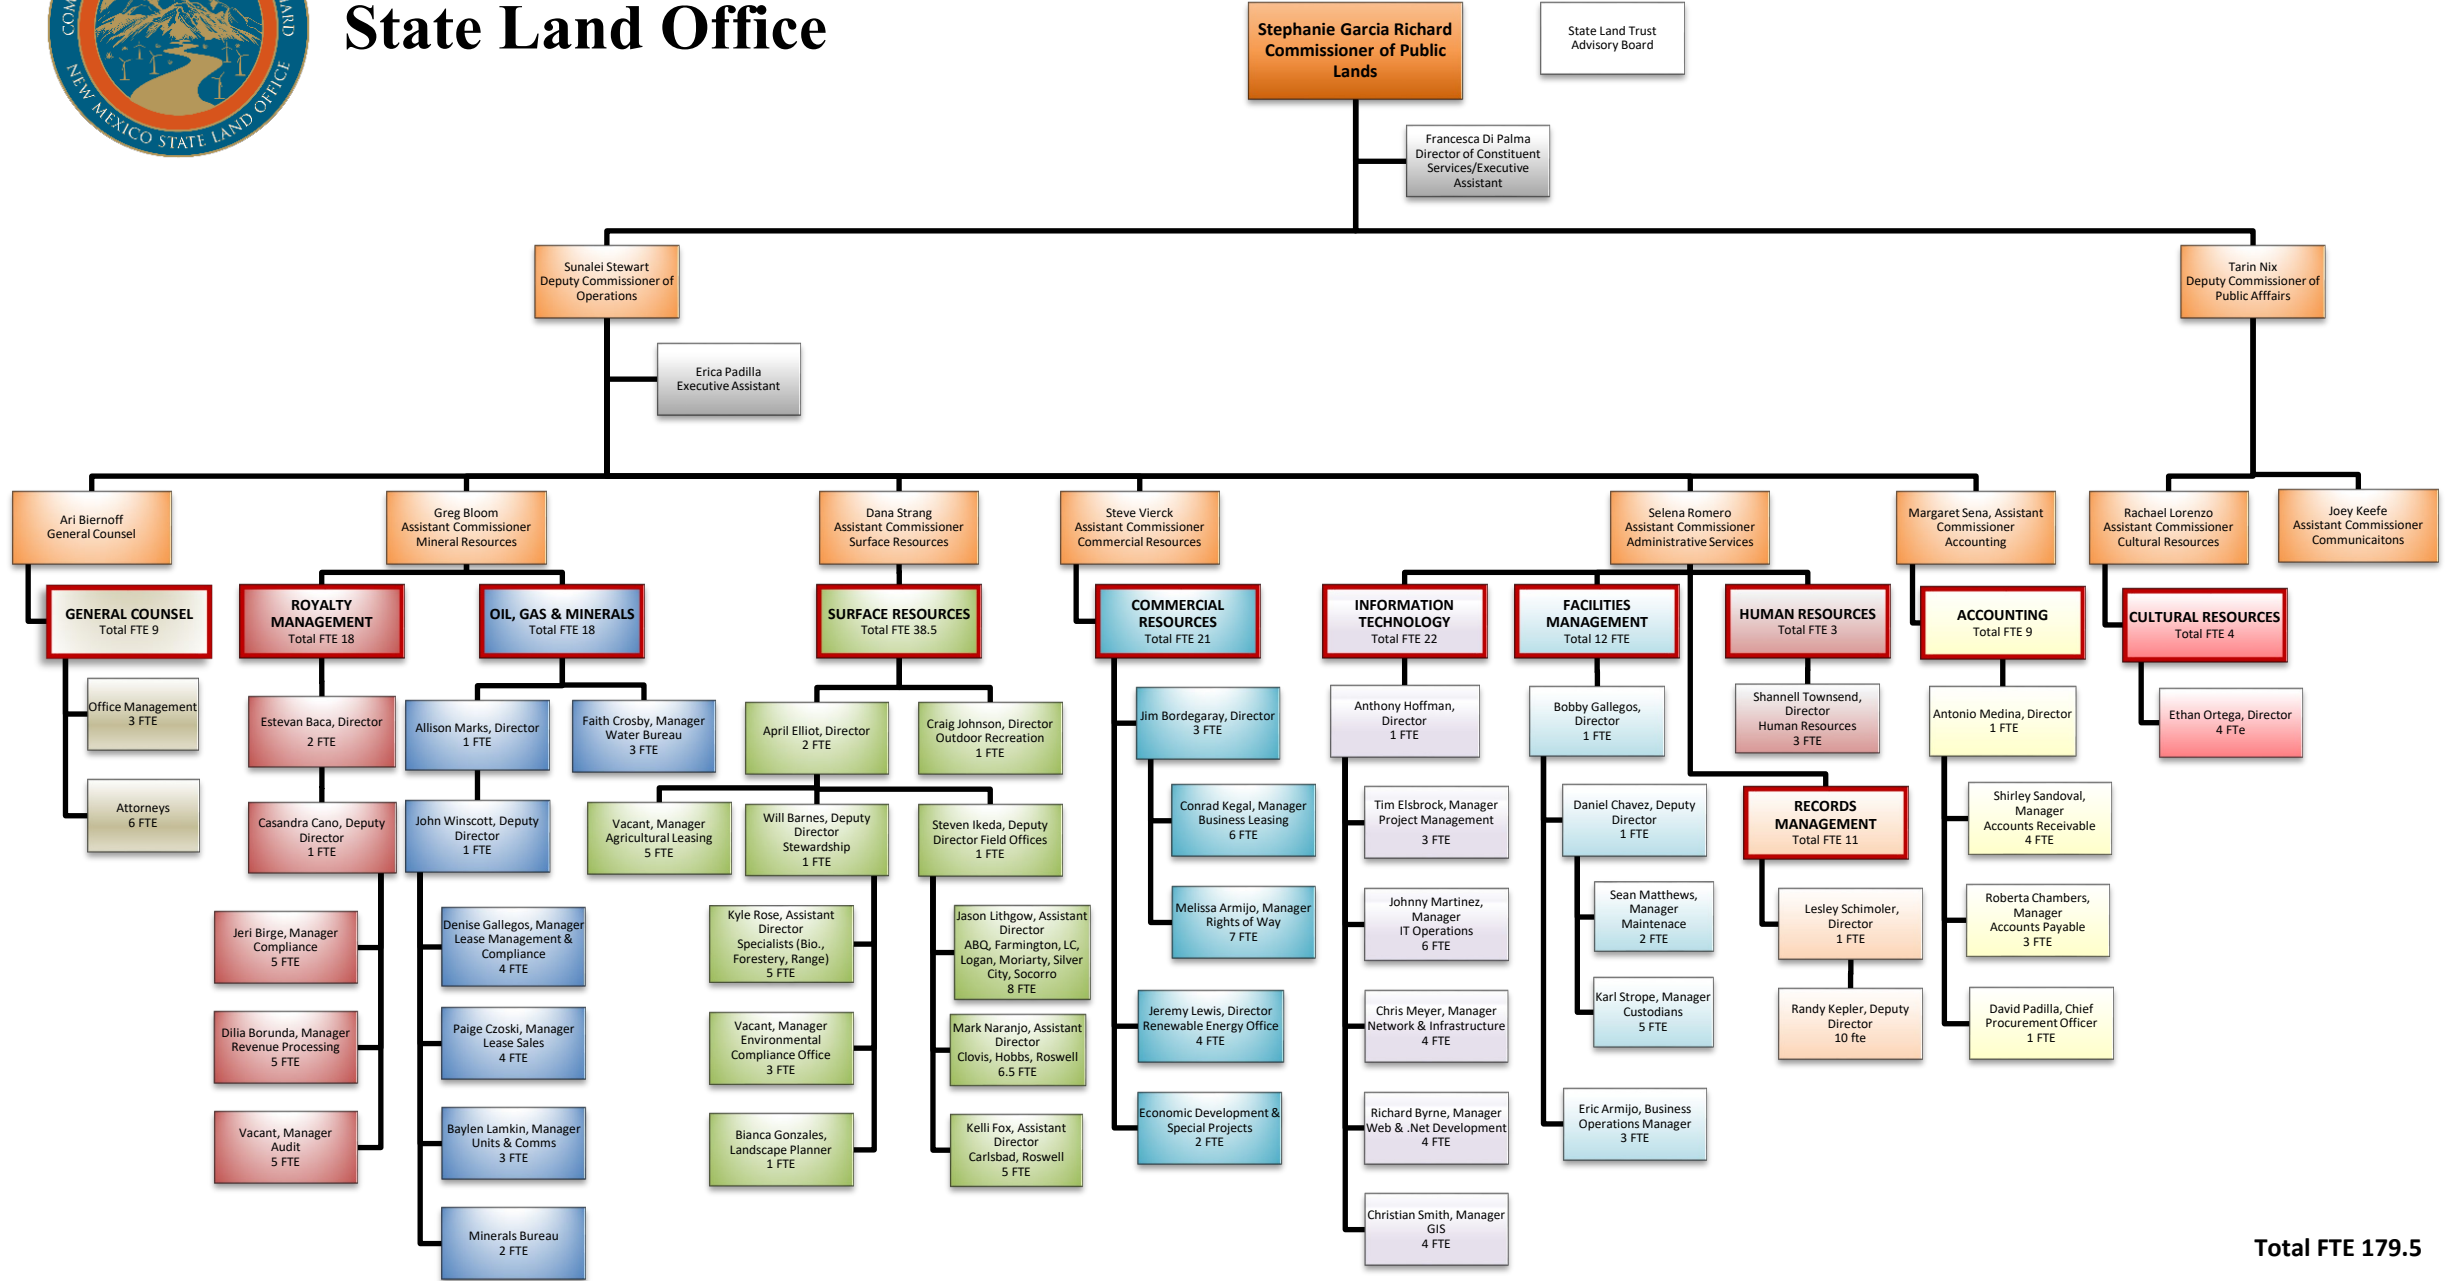 COM
ARD
NEW MEXICO STATE LAND OFFICE
State Land Office
Stephanie Garcia Richard
Commissioner of Public
Lands
State Land Trust
Advisory Board
Francesca Di Palma
Director of Constituent
Services/Executive
Assistant
Sunalei Stewart
Deputy Commissioner of
Operations
Tarin Nix
Deputy Commissioner of
Public Afffairs
Erica Padilla
Executive Assistant
Ari Biernoff
General Counsel
Greg Bloom
Assistant Commissioner
Mineral Resources
Dana Strang
Assistant Commissioner
Surface Resources
Steve Vierck
Assistant Commissioner
Commercial Resources
Selena Romero
Assistant Commissioner
Administrative Services
Margaret Sena, Assistant
Commissioner
Accounting
Rachael Lorenzo
Assistant Commissioner
Cultural Resources
Joey Keefe
Assistant Commissioner
Communicaitons
GENERAL COUNSEL
Total FTE 9
ROYALTY
MANAGEMENT
Total FTE 18
OIL, GAS & MINERALS
Total FTE 18
SURFACE RESOURCES
Total FTE 38.5
COMMERCIAL
RESOURCES
Total FTE 21
INFORMATION
TECHNOLOGY
Total FTE 22
FACILITIES
MANAGEMENT
Total 12 FTE
HUMAN RESOURCES
Total FTE 3
ACCOUNTING
Total FTE 9
CULTURAL RESOURCES
Total FTE 4
Office Management
3 FTE
Attorneys
6 FTE
Estevan Baca, Director
2 FTE
Casandra Cano, Deputy
Director
1 FTE
Jeri Birge, Manager
Compliance
5 FTE
Dilia Borunda, Manager
Revenue Processing
5 FTE
Vacant, Manager
Audit
5 FTE
Allison Marks, Director
1 FTE
Faith Crosby, Manager
Water Bureau
3 FTE
John Winscott, Deputy
Director
1 FTE
Denise Gallegos, Manager
Lease Management &
Compliance
4 FTE
Paige Czoski, Manager
Lease Sales
4 FTE
Baylen Lamkin, Manager
Units & Comms
3 FTE
Minerals Bureau
2 FTE
April Elliot, Director
2 FTE
Craig Johnson, Director
Outdoor Recreation
1 FTE
Vacant, Manager
Agricultural Leasing
5 FTE
Will Barnes, Deputy
Director
Stewardship
1 FTE
Steven Ikeda, Deputy
Director Field Offices
1 FTE
Kyle Rose, Assistant
Director
Specialists (Bio.,
Forestery, Range)
5 FTE
Vacant, Manager
Environmental
Compliance Office
3 FTE
Bianca Gonzales,
Landscape Planner
1 FTE
Jason Lithgow, Assistant
Director
ABQ, Farmington, LC,
Logan, Moriarty, Silver
City, Socorro
8 FTE
Mark Naranjo, Assistant
Director
Clovis, Hobbs, Roswell
6.5 FTE
Kelli Fox, Assistant
Director
Carlsbad, Roswell
5 FTE
Jim Bordegaray, Director
3 FTE
Conrad Kegal, Manager
Business Leasing
6 FTE
Melissa Armijo, Manager
Rights of Way
7 FTE
Jeremy Lewis, Director
Renewable Energy Office
4 FTE
Economic Development &
Special Projects
2 FTE
Anthony Hoffman,
Director
1 FTE
Tim Elsbrock, Manager
Project Management
3 FTE
Johnny Martinez,
Manager
IT Operations
6 FTE
Chris Meyer, Manager
Network & Infrastructure
4 FTE
Richard Byrne, Manager
Web & .Net Development
4 FTE
Christian Smith, Manager
GIS
4 FTE
Bobby Gallegos,
Director
1 FTE
Daniel Chavez, Deputy
Director
1 FTE
Sean Matthews,
Manager
Maintenace
2 FTE
Karl Strope, Manager
Custodians
5 FTE
Eric Armijo, Business
Operations Manager
3 FTE
Shannell Townsend,
Director
Human Resources
3 FTE
RECORDS
MANAGEMENT
Total FTE 11
Lesley Schimoler,
Director
1 FTE
Randy Kepler, Deputy
Director
10 fte
Antonio Medina, Director
1 FTE
Shirley Sandoval,
Manager
Accounts Receivable
4 FTE
Roberta Chambers,
Manager
Accounts Payable
3 FTE
David Padilla, Chief
Procurement Officer
1 FTE
Ethan Ortega, Director
4 FTe
Total FTE 179.5